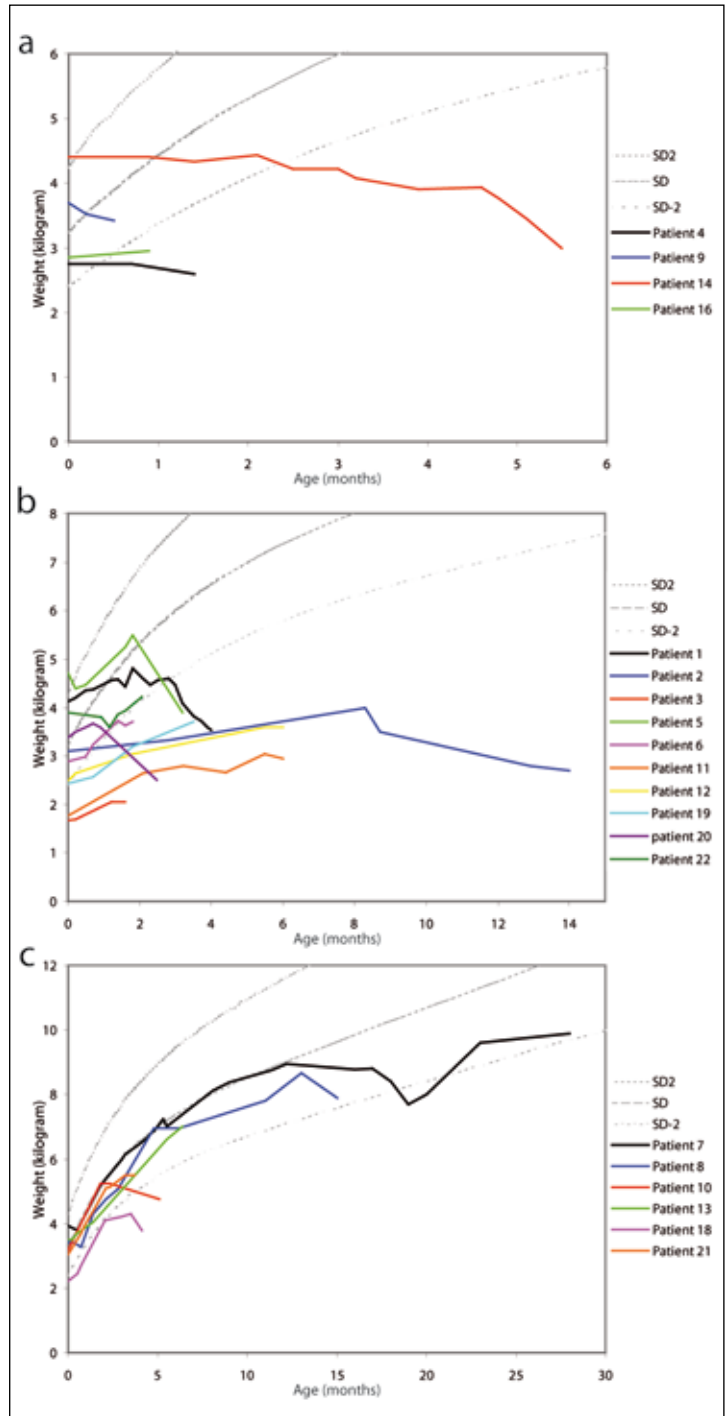 a
6
5
4
3
2
1
0
Weight (kilogram)
0 1 2 3 4 5 6
Age (months)
SD2
SD
SD-2
Patient 4
Patient 9
Patient 14
Patient 16
b
8
7
6
5
4
3
2
1
0
Weight (kilogram)
0 2 4 6 8 10 12 14
Age (months)
SD2
SD
SD-2
Patient 1
Patient 2
Patient 3
Patient 5
Patient 6
Patient 11
Patient 12
Patient 19
patient 20
Patient 22
c
12
10
8
6
4
2
0
Weight (kilogram)
0 5 10 15 20 25 30
Age (months)
SD2
SD
SD-2
Patient 7
Patient 8
Patient 10
Patient 13
Patient 18
Patient 21